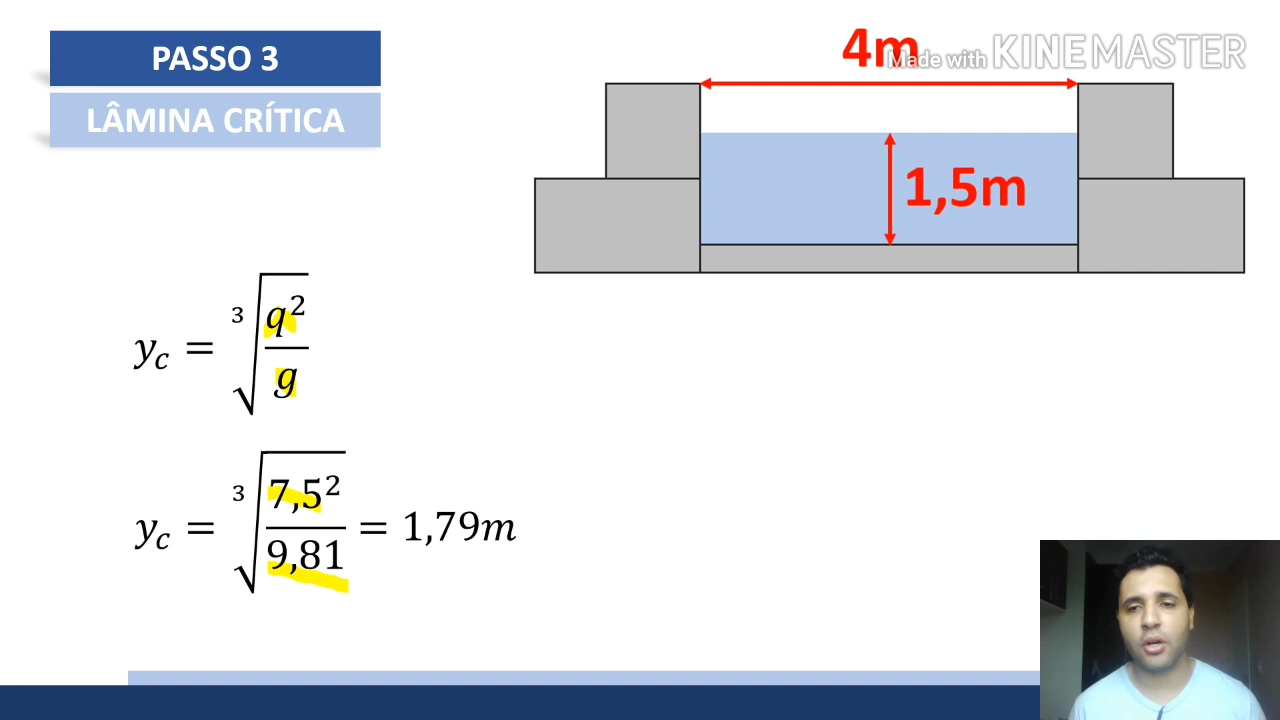 PASSO 3
LÂMINA CRÍTICA
4m
Made with KINEMASTER
1,5m
y_c = ∛(q²/g)
y_c = ∛(7,5²/9,81) = 1,79m